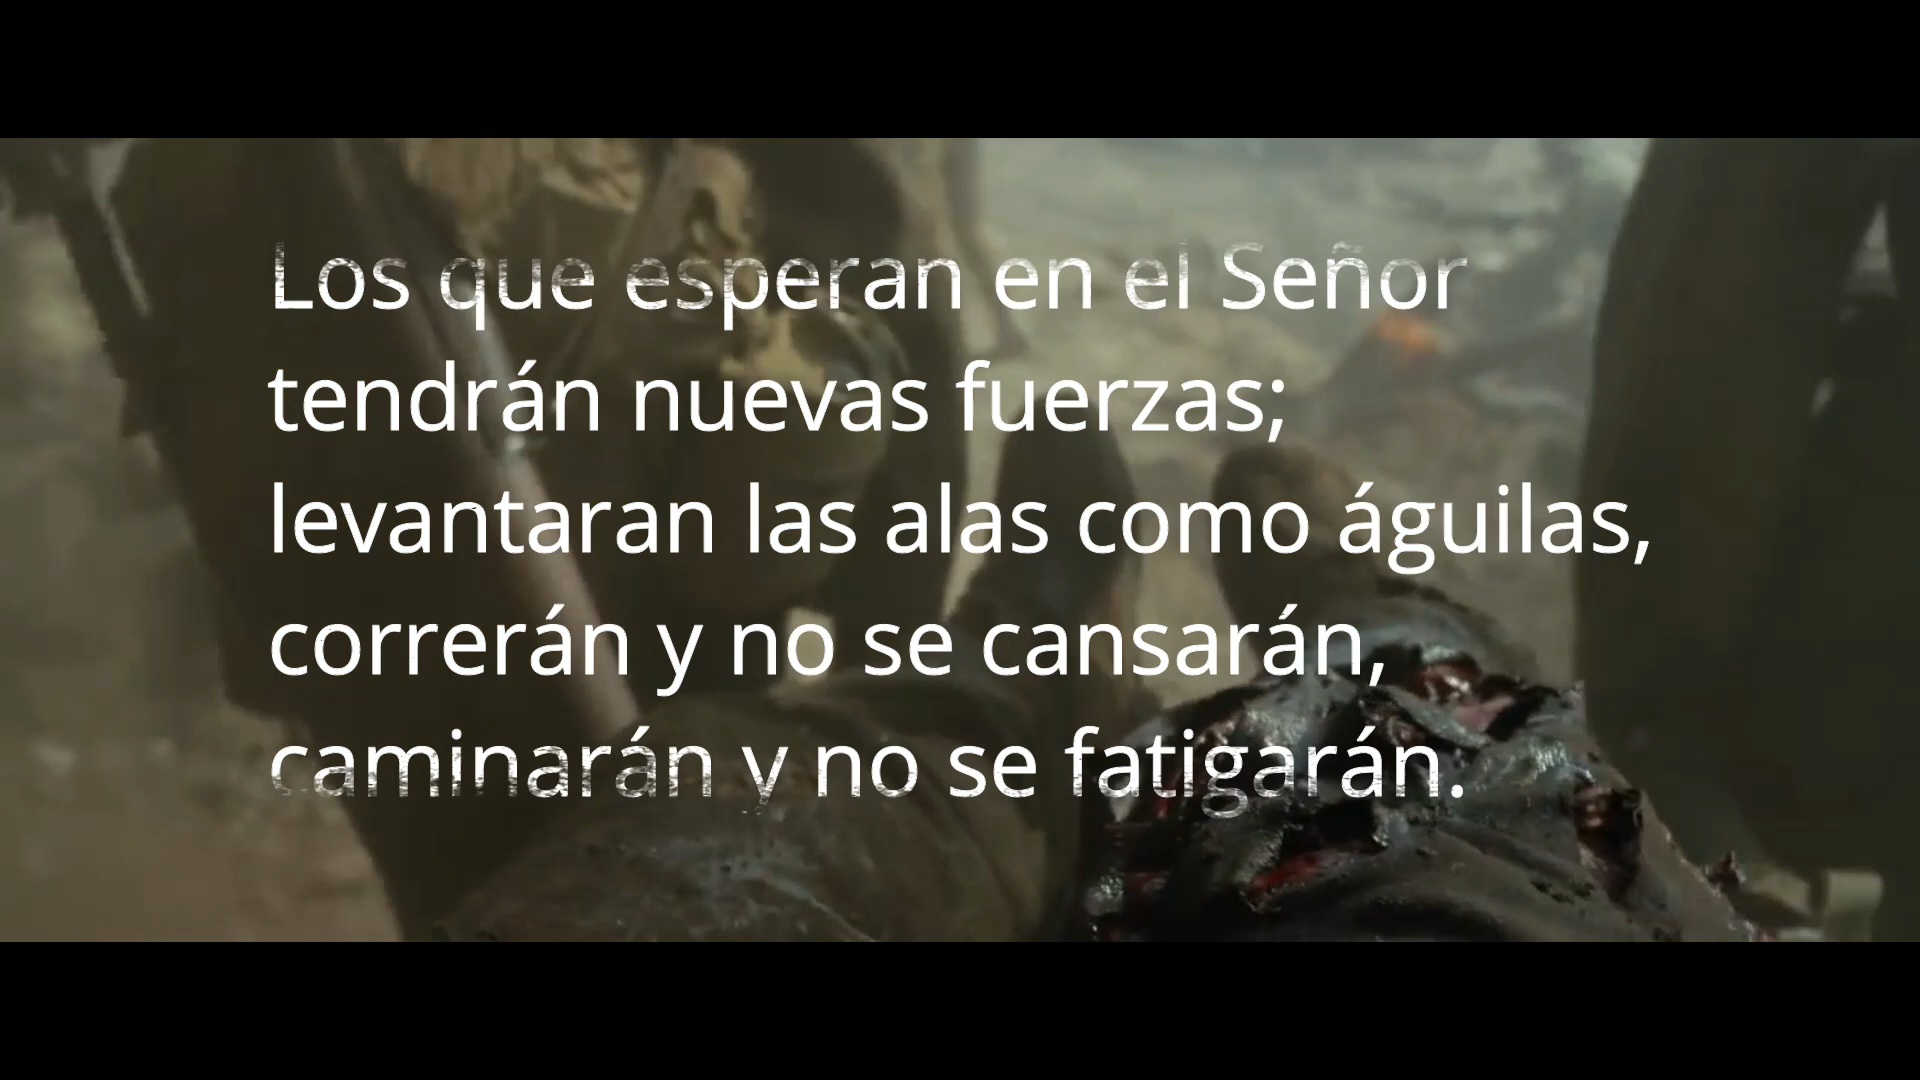 Los que esperan en el Señor
tendrán nuevas fuerzas;
levantaran las alas como águilas,
correrán y no se cansarán,
caminarán y no se fatigarán.